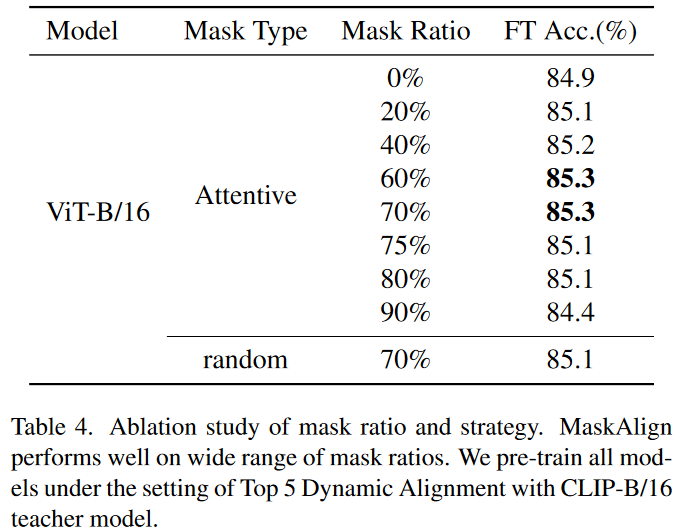 Model Mask Type Mask Ratio FT Acc.(%)
0% 84.9
20% 85.1
40% 85.2
60% 85.3
ViT-B/16 Attentive 70% 85.3
75% 85.1
80% 85.1
90% 84.4
random 70% 85.1
Table 4. Ablation study of mask ratio and strategy. MaskAlign
performs well on wide range of mask ratios. We pre-train all mod-
els under the setting of Top 5 Dynamic Alignment with CLIP-B/16
teacher model.